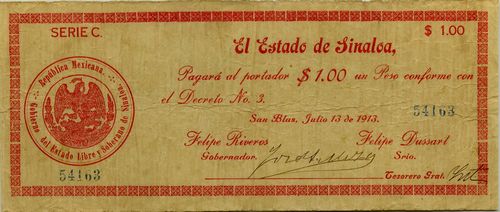 SERIE C.
$ 1.00
El Estado de Sinaloa,
Pagará al portador $1.00 un Peso conforme con
el Decreto No. 3.
54163
San Blas, Julio 13 de 1913.
Felipe Riveros
Felipe Dussart
Gobernador.
Srio.
Tesorero Gral.
República Mexicana.
Gobierno del Estado Libre y Soberano de Sinaloa
54163